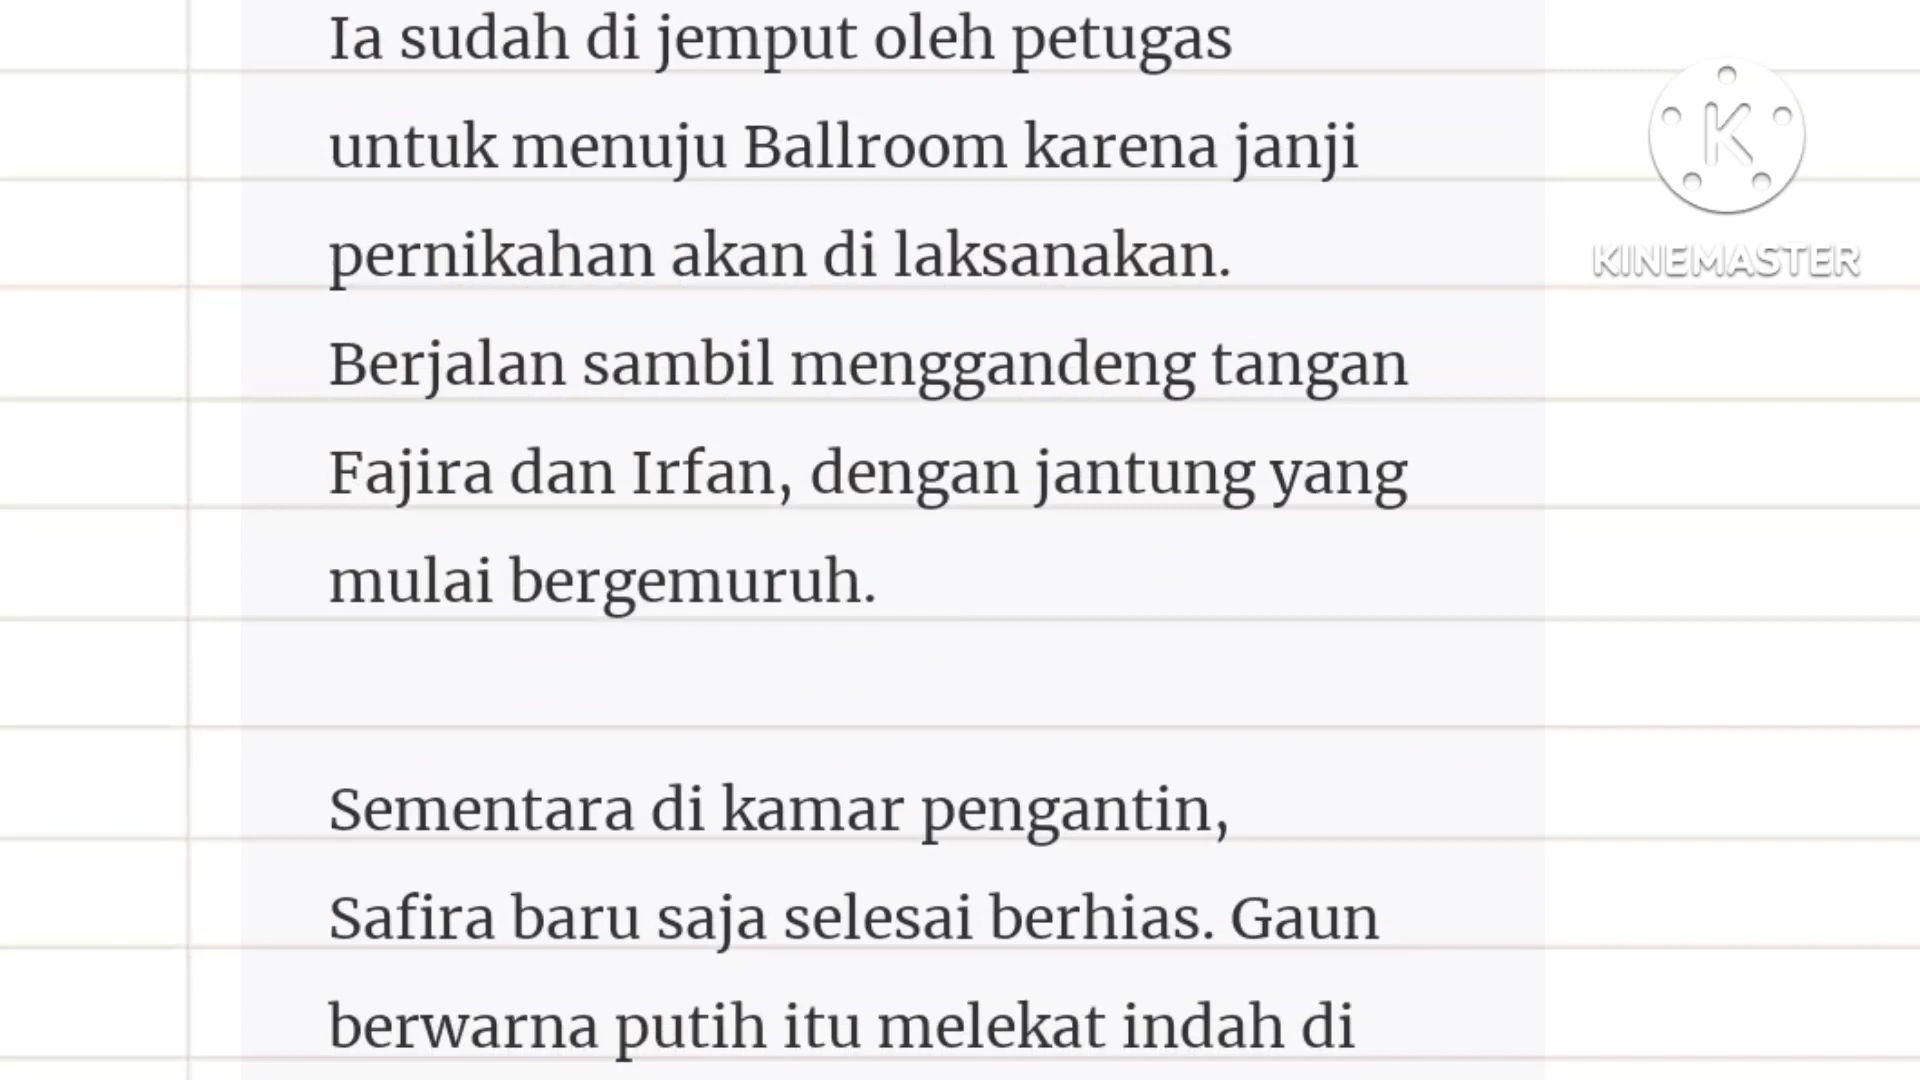 Ia sudah di jemput oleh petugas
untuk menuju Ballroom karena janji
pernikahan akan di laksanakan.
Berjalan sambil menggandeng tangan
Fajira dan Irfan, dengan jantung yang
mulai bergemuruh.
Sementara di kamar pengantin,
Safira baru saja selesai berhias. Gaun
berwarna putih itu melekat indah di
K
KINEMASTER